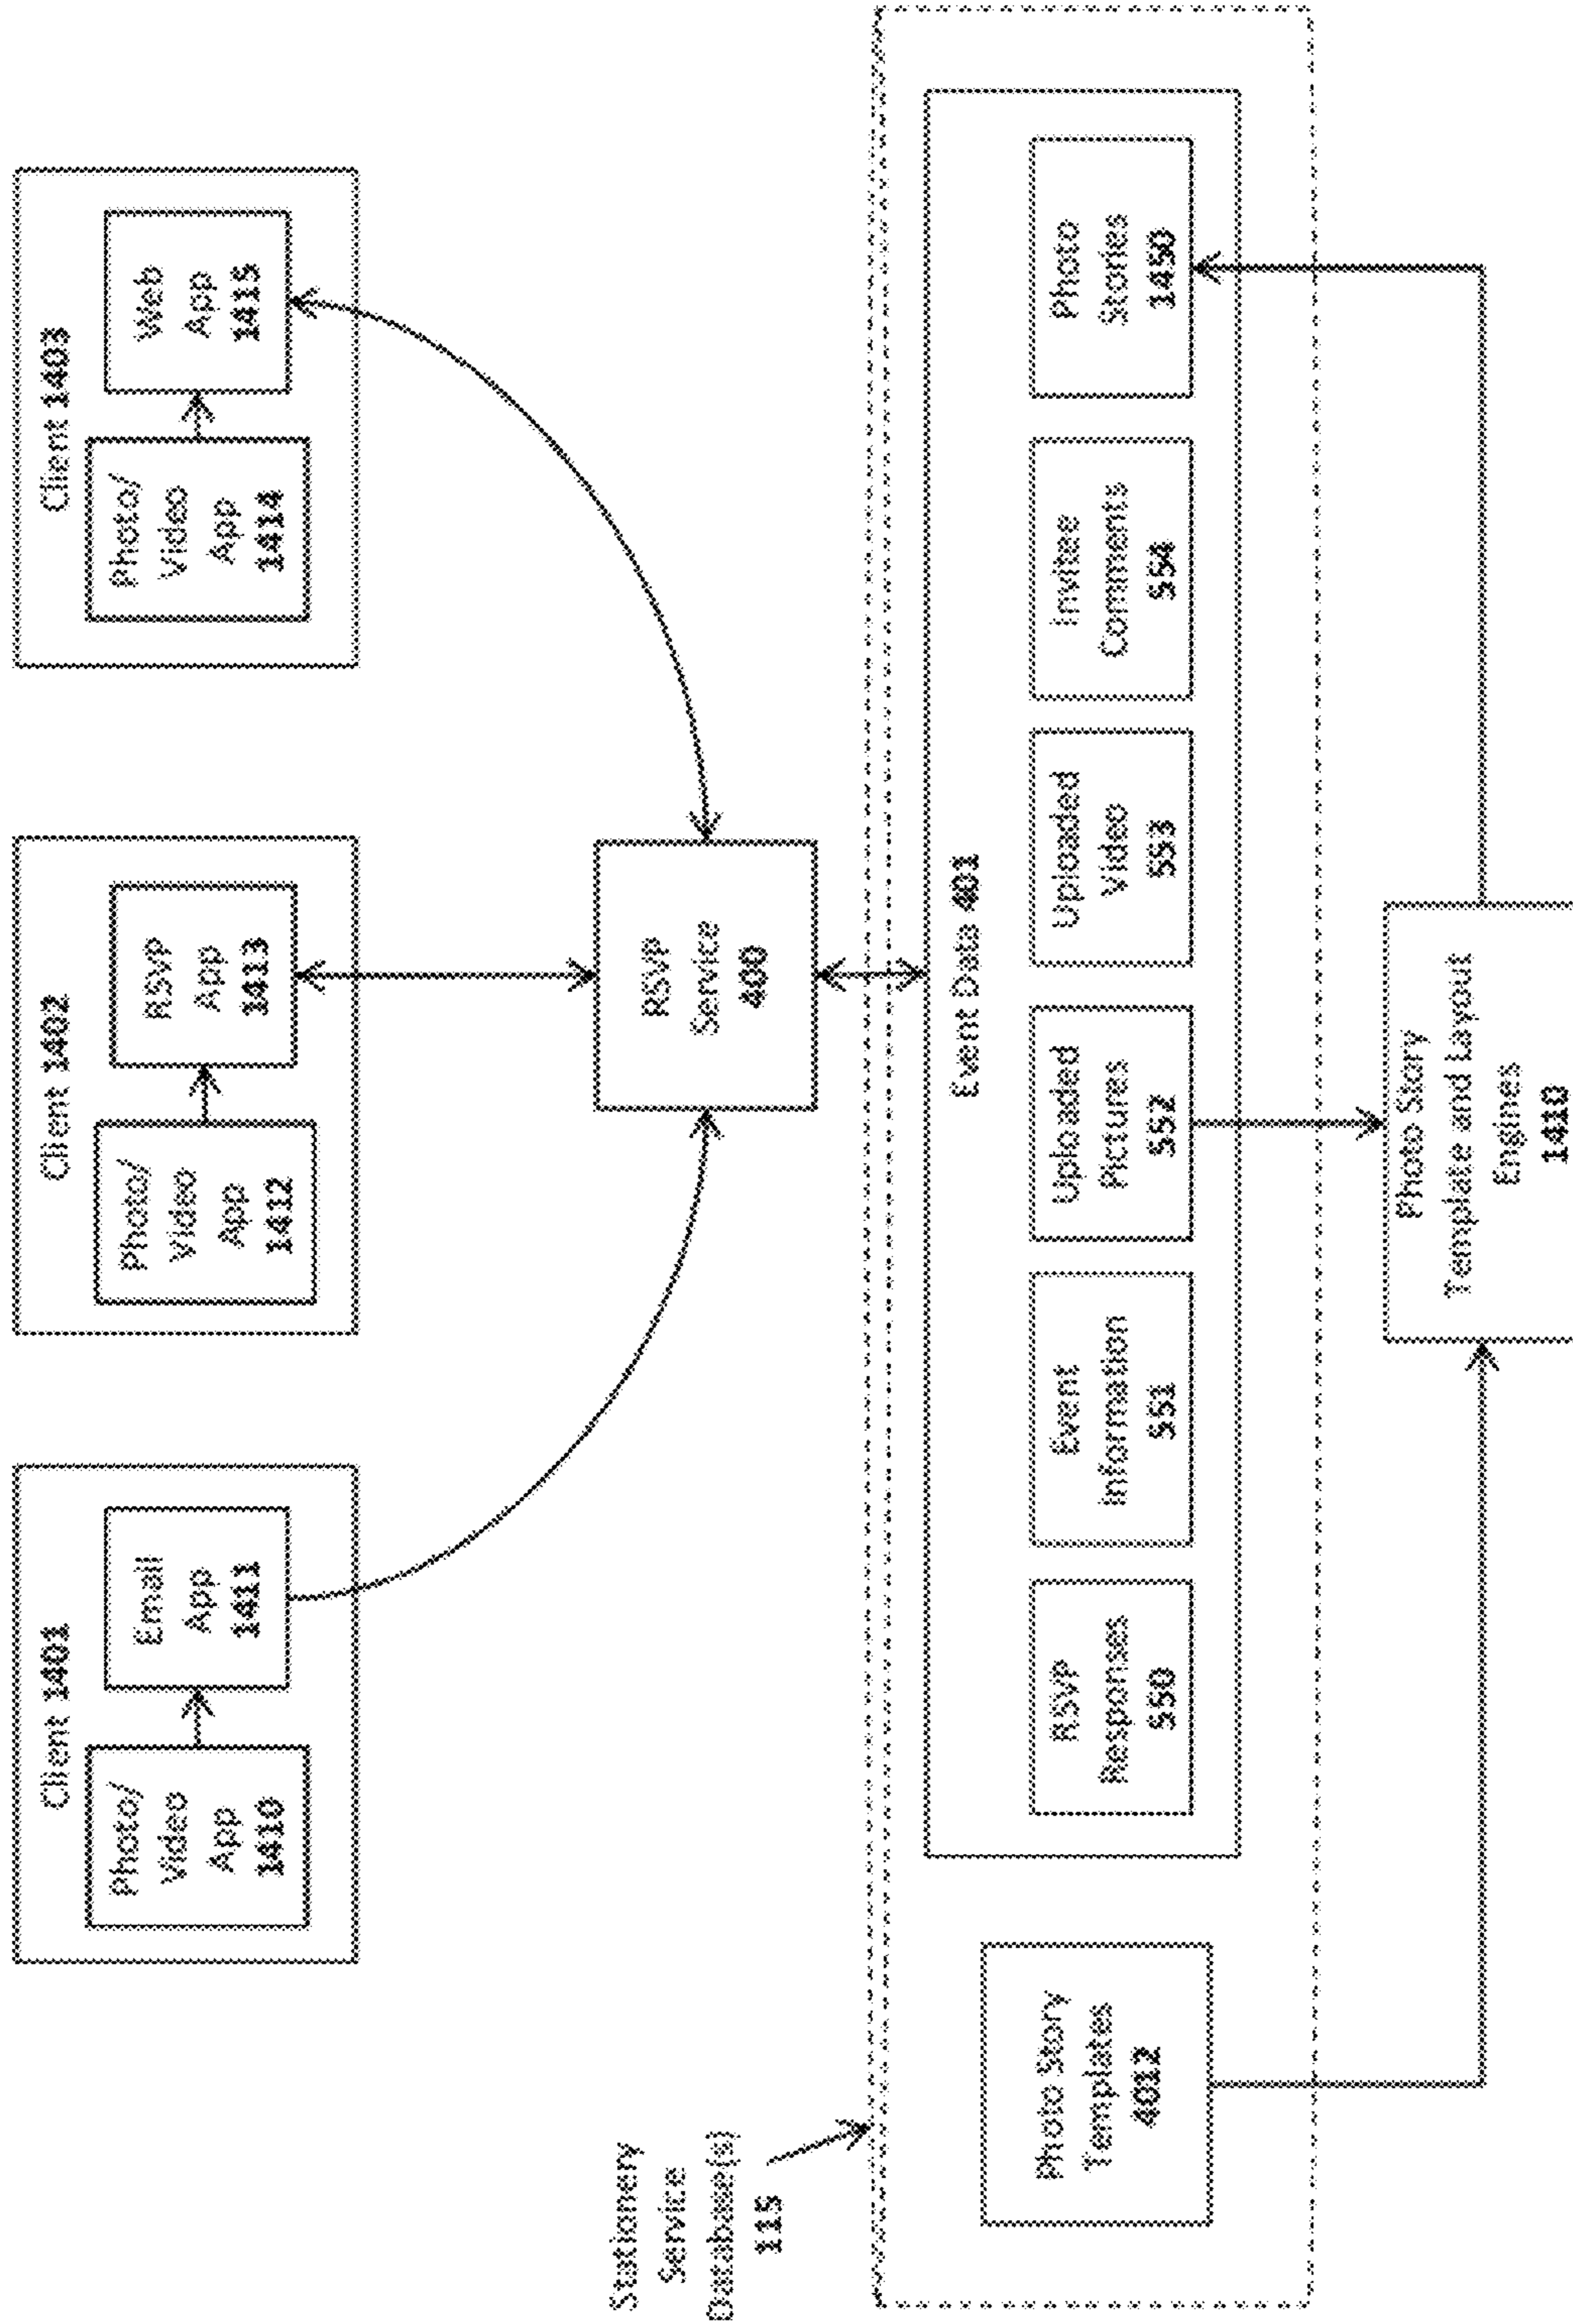 Client 1401
Photo/
Video
App
1410
Email
App
1411
Client 1402
Photo/
Video
App
1412
RSVP
App
1413
Client 1403
Photo/
Video
App
1414
Web
App
1415
RSVP
Service
400
Stationery
Service
Database(s)
115
Event Data 401
Photo Story
Templates
4012
RSVP
Responses
550
Event
Information
551
Uploaded
Pictures
552
Uploaded
Video
553
Invitee
Comments
554
Photo
Stories
1450
Photo Story
Template and Layout
Engines
1410